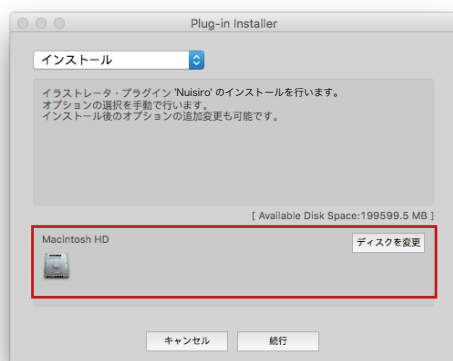 Plug-in Installer
インストール
イラストレータ・プラグイン 'Nuisiro' のインストールを行います。
オプションの選択を手動で行います。
インストール後のオプションの追加変更も可能です。
[ Available Disk Space:199599.5 MB ]
Macintosh HD
ディスクを変更
キャンセル
続行